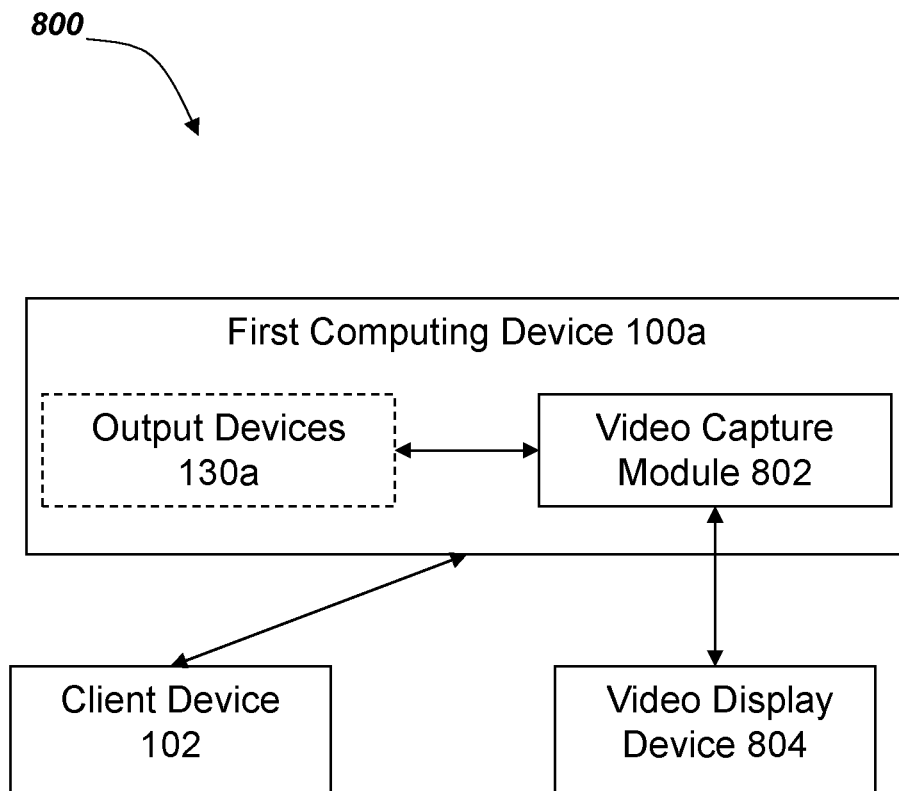 800
First Computing Device 100a
Output Devices
130a
Video Capture
Module 802
Client Device
102
Video Display
Device 804